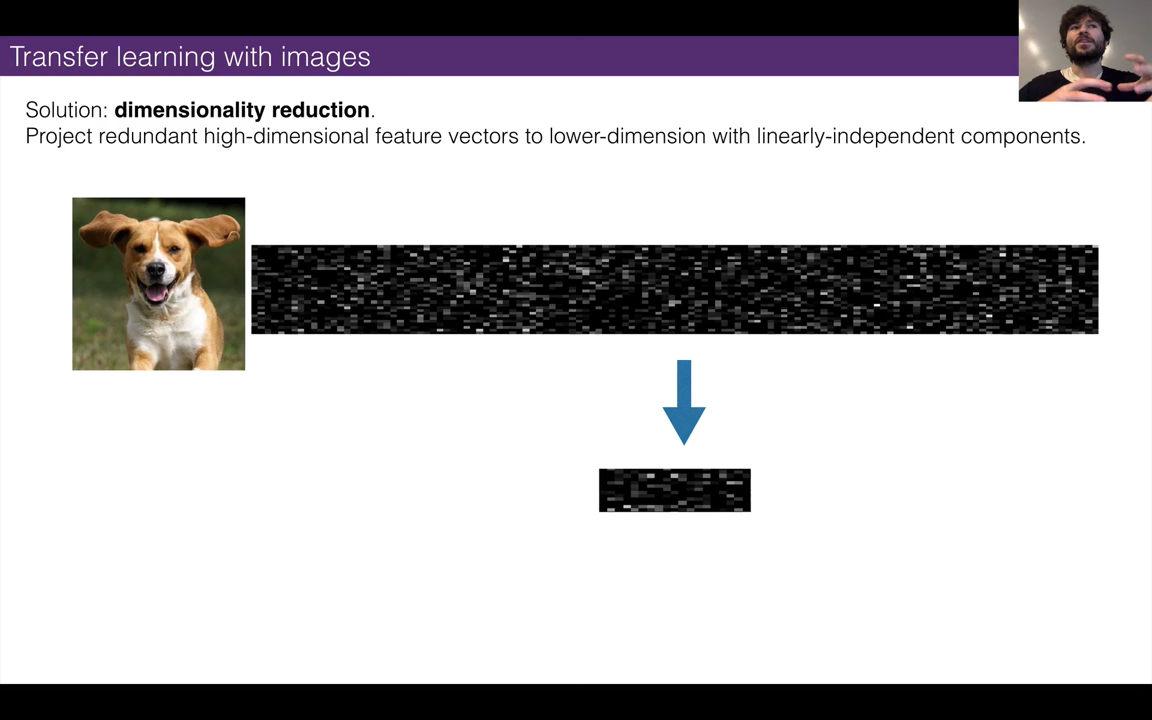 Transfer learning with images
Solution: dimensionality reduction.
Project redundant high-dimensional feature vectors to lower-dimension with linearly-independent components.